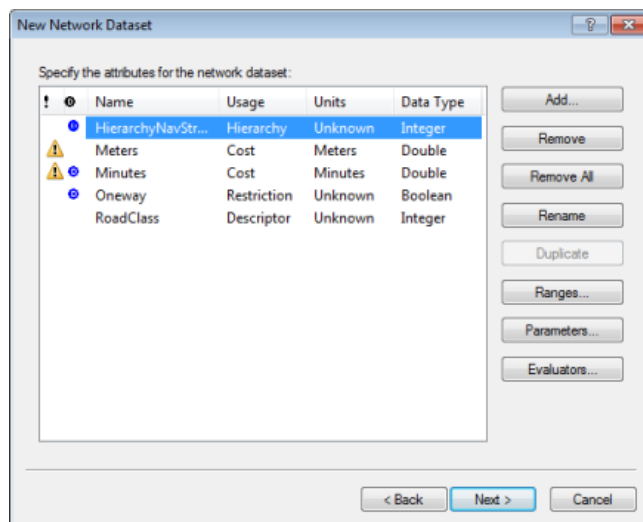 New Network Dataset
Specify the attributes for the network dataset:
! Name Usage Units Data Type
HierarchyNavStr... Hierarchy Unknown Integer
Meters Cost Meters Double
Minutes Cost Minutes Double
Oneway Restriction Unknown Boolean
RoadClass Descriptor Unknown Integer
Add...
Remove
Remove All
Rename
Duplicate
Ranges...
Parameters...
Evaluators...
< Back Next > Cancel